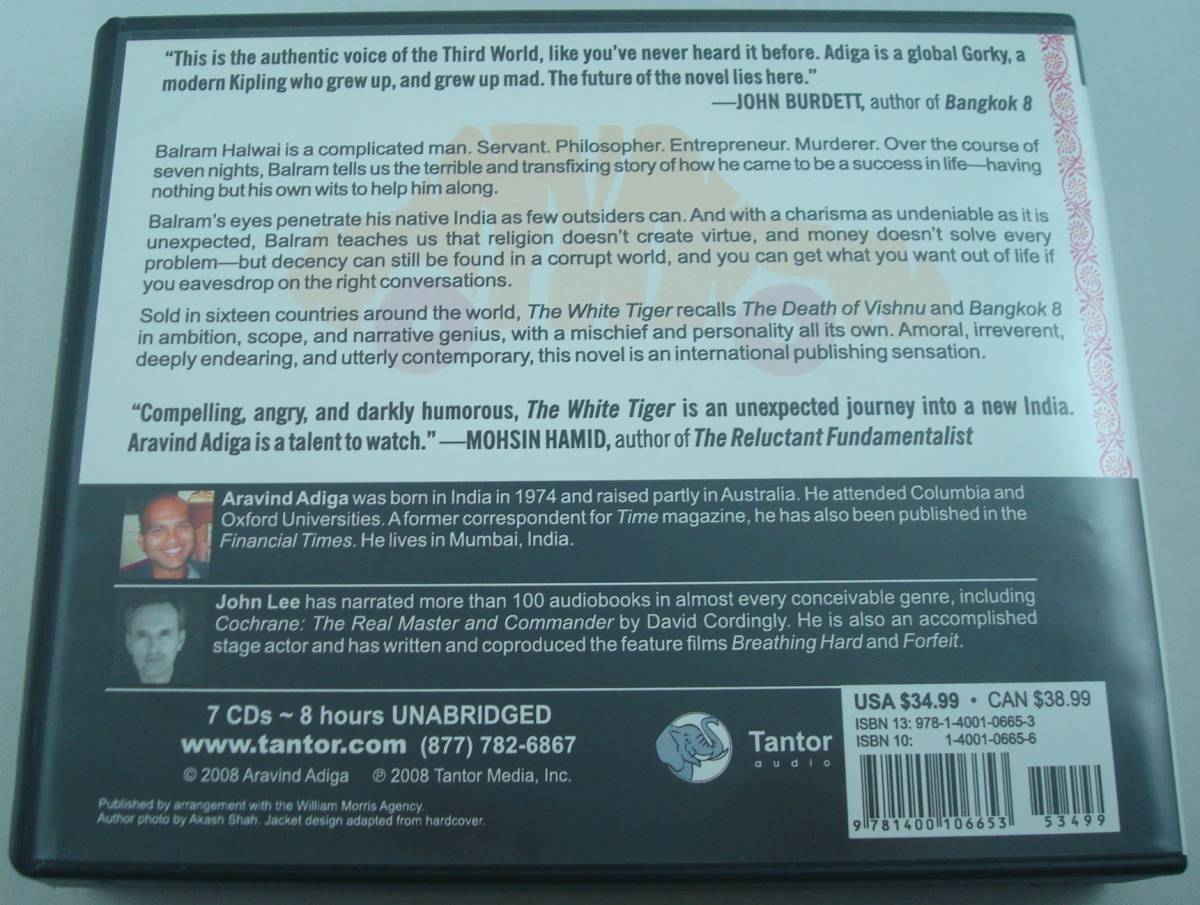 “This is the authentic voice of the Third World, like you’ve never heard it before. Adiga is a global Gorky, a
modern Kipling who grew up, and grew up mad. The future of the novel lies here.”
—JOHN BURDETT, author of Bangkok 8
Balram Halwai is a complicated man. Servant. Philosopher. Entrepreneur. Murderer. Over the course of
seven nights, Balram tells us the terrible and transfixing story of how he came to be a success in life—having
nothing but his own wits to help him along.
Balram's eyes penetrate his native India as few outsiders can. And with a charisma as undeniable as it is
unexpected, Balram teaches us that religion doesn't create virtue, and money doesn't solve every
problem—but decency can still be found in a corrupt world, and you can get what you want out of life if
you eavesdrop on the right conversations.
Sold in sixteen countries around the world, The White Tiger recalls The Death of Vishnu and Bangkok 8
in ambition, scope, and narrative genius, with a mischief and personality all its own. Amoral, irreverent,
deeply endearing, and utterly contemporary, this novel is an international publishing sensation.
“Compelling, angry, and darkly humorous, The White Tiger is an unexpected journey into a new India.
Aravind Adiga is a talent to watch.” —MOHSIN HAMID, author of The Reluctant Fundamentalist
Aravind Adiga was born in India in 1974 and raised partly in Australia. He attended Columbia and
Oxford Universities. A former correspondent for Time magazine, he has also been published in the
Financial Times. He lives in Mumbai, India.
John Lee has narrated more than 100 audiobooks in almost every conceivable genre, including
Cochrane: The Real Master and Commander by David Cordingly. He is also an accomplished
stage actor and has written and coproduced the feature films Breathing Hard and Forfeit.
7 CDs ~ 8 hours UNABRIDGED
www.tantor.com (877) 782-6867
© 2008 Aravind Adiga ℗ 2008 Tantor Media, Inc.
Published by arrangement with the William Morris Agency.
Author photo by Akash Shah. Jacket design adapted from hardcover.
Tantor
audio
USA $34.99 • CAN $38.99
ISBN 13: 978-1-4001-0665-3
ISBN 10: 1-4001-0665-6
9 781400 106653 53499